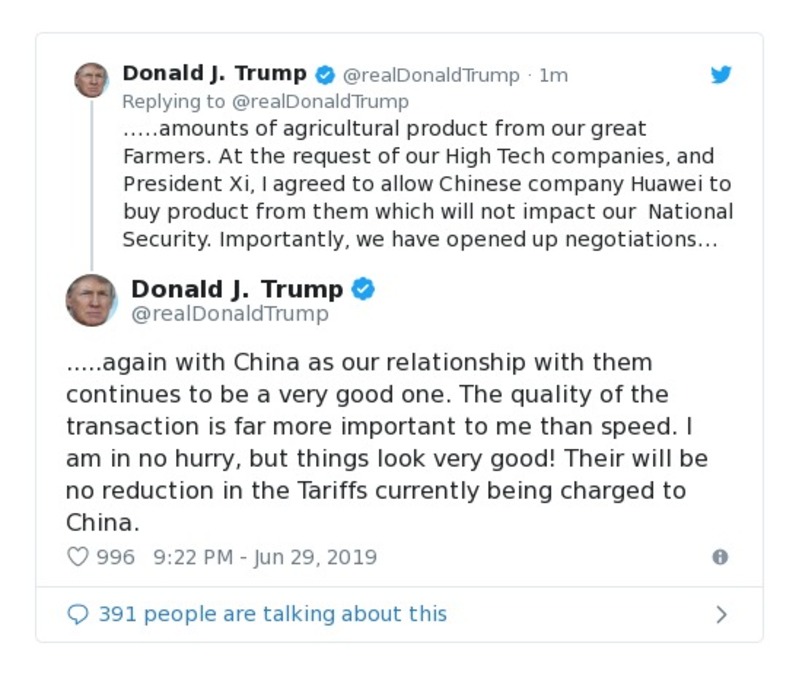 Donald J. Trump @realDonaldTrump · 1m
Replying to @realDonaldTrump
.....amounts of agricultural product from our great
Farmers. At the request of our High Tech companies, and
President Xi, I agreed to allow Chinese company Huawei to
buy product from them which will not impact our  National
Security. Importantly, we have opened up negotiations...
Donald J. Trump
@realDonaldTrump
.....again with China as our relationship with them
continues to be a very good one. The quality of the
transaction is far more important to me than speed. I
am in no hurry, but things look very good! Their will be
no reduction in the Tariffs currently being charged to
China.
996 9:22 PM - Jun 29, 2019
391 people are talking about this